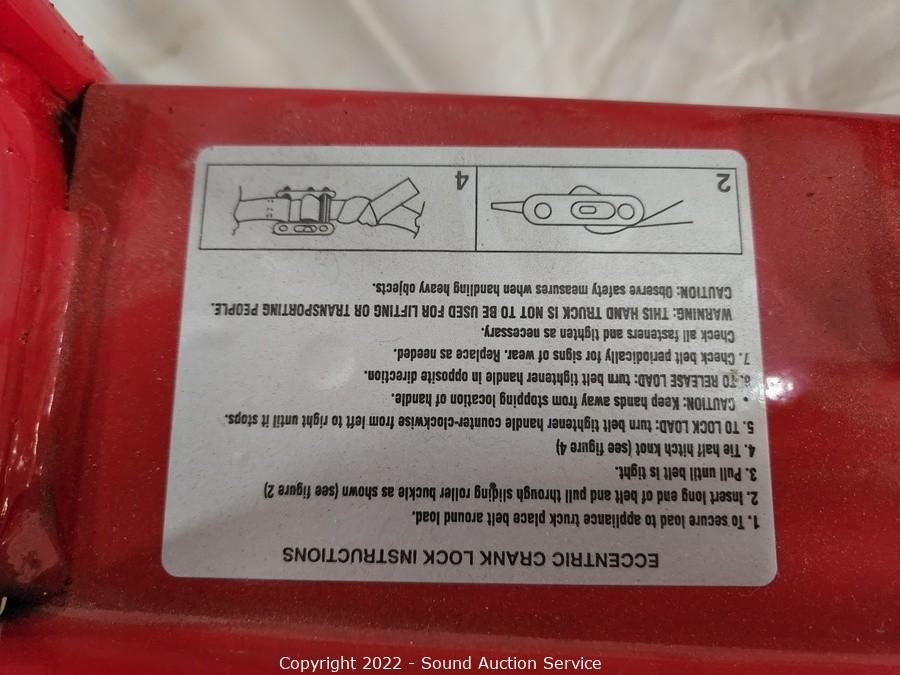 ECCENTRIC CRANK LOCK INSTRUCTIONS
1. To secure load to appliance truck place belt around load.
2. Insert long end of belt and pull through sliding roller buckle as shown (see figure 2)
3. Pull until belt is tight.
4. Tie half hitch knot (see figure 4)
5. TO LOCK LOAD: turn belt tightener handle counter-clockwise from left to right until it stops.
• CAUTION: Keep hands away from stopping location of handle.
6. TO RELEASE LOAD: turn belt tightener handle in opposite direction.
7. Check belt periodically for signs of wear. Replace as needed.
Check all fasteners and tighten as necessary.
WARNING: THIS HAND TRUCK IS NOT TO BE USED FOR LIFTING OR TRANSPORTING PEOPLE.
CAUTION: Observe safety measures when handling heavy objects.
2
4
Copyright 2022 - Sound Auction Service